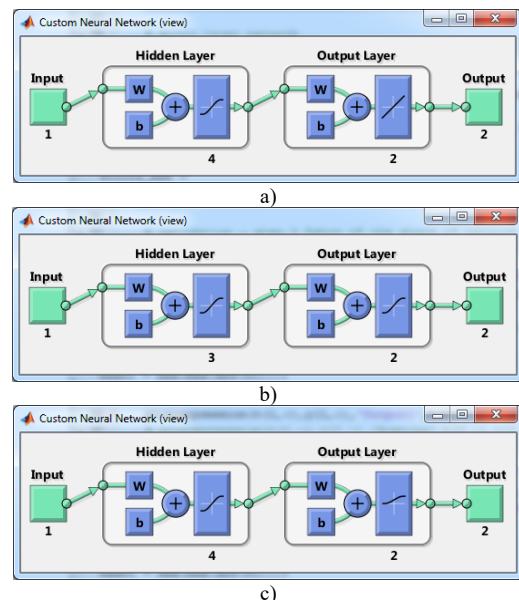 Custom Neural Network (view)
Hidden Layer Output Layer
Input Output
W W
b b
1 4 2 2
a)
Custom Neural Network (view)
Hidden Layer Output Layer
Input Output
W W
b b
1 3 2 2
b)
Custom Neural Network (view)
Hidden Layer Output Layer
Input Output
W W
b b
1 4 2 2
c)